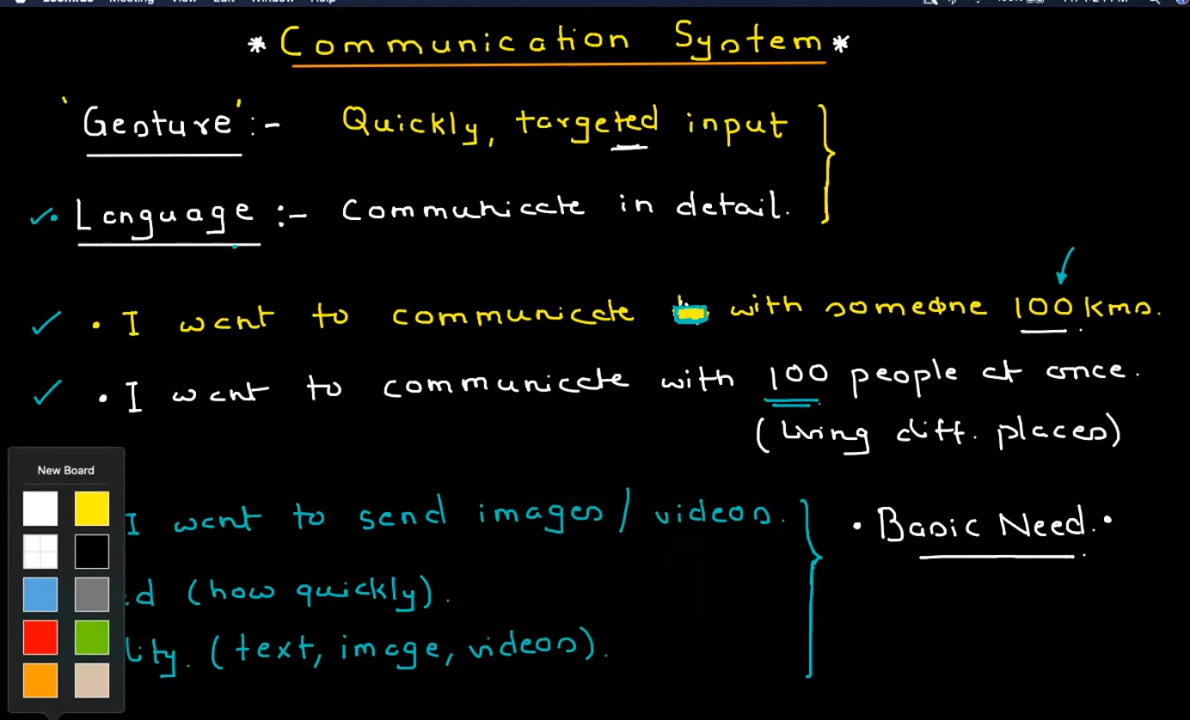 * Communication System *
'Gesture' :- Quickly, targeted input
Language :- Communicate in detail.
• I want to communicate with someone 100 kms.
• I want to communicate with 100 people at once.
(living diff. places)
New Board
I want to send images / videos.
• Basic Need. •
d (how quickly).
lity. (text, image, videos).